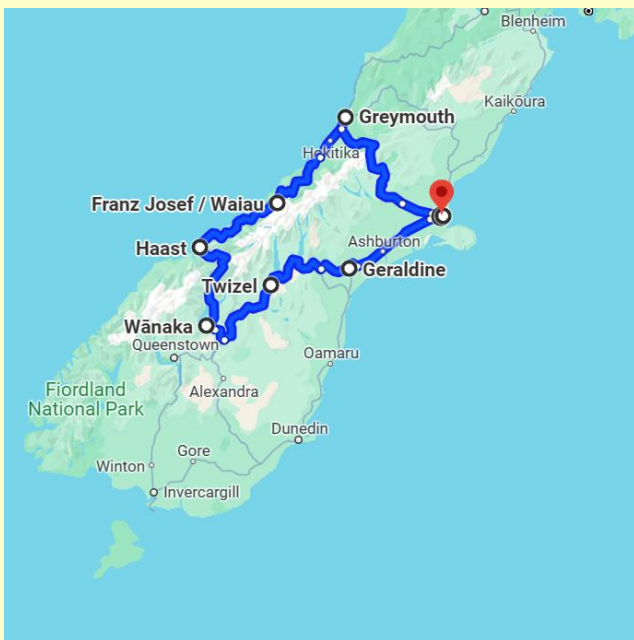 Blenheim
Kaikōura
Greymouth
Hokitika
Franz Josef / Waiau
Haast
Ashburton
Geraldine
Twizel
Wānaka
Queenstown
Oamaru
Alexandra
Fiordland
National Park
Dunedin
Gore
Winton
Invercargill